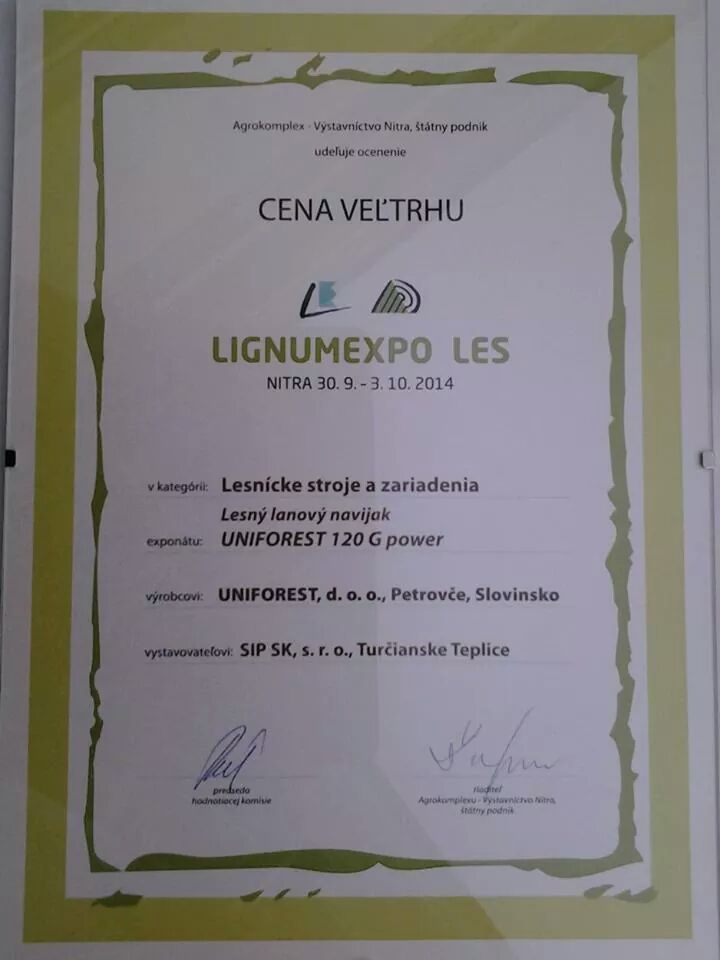 Agrokomplex - Výstavníctvo Nitra, štátny podnik
udeľuje ocenenie
CENA VEĽTRHU
LIGNUMEXPO LES
NITRA 30. 9. - 3. 10. 2014
v kategórii: Lesnícke stroje a zariadenia
Lesný lanový navijak
exponátu: UNIFOREST 120 G power
výrobcovi: UNIFOREST, d. o. o., Petrovče, Slovinsko
vystavovateľovi: SIP SK, s. r. o., Turčianske Teplice
predseda
hodnotiacej komisie
riaditeľ
Agrokomplexu - Výstavníctvo Nitra,
štátny podnik